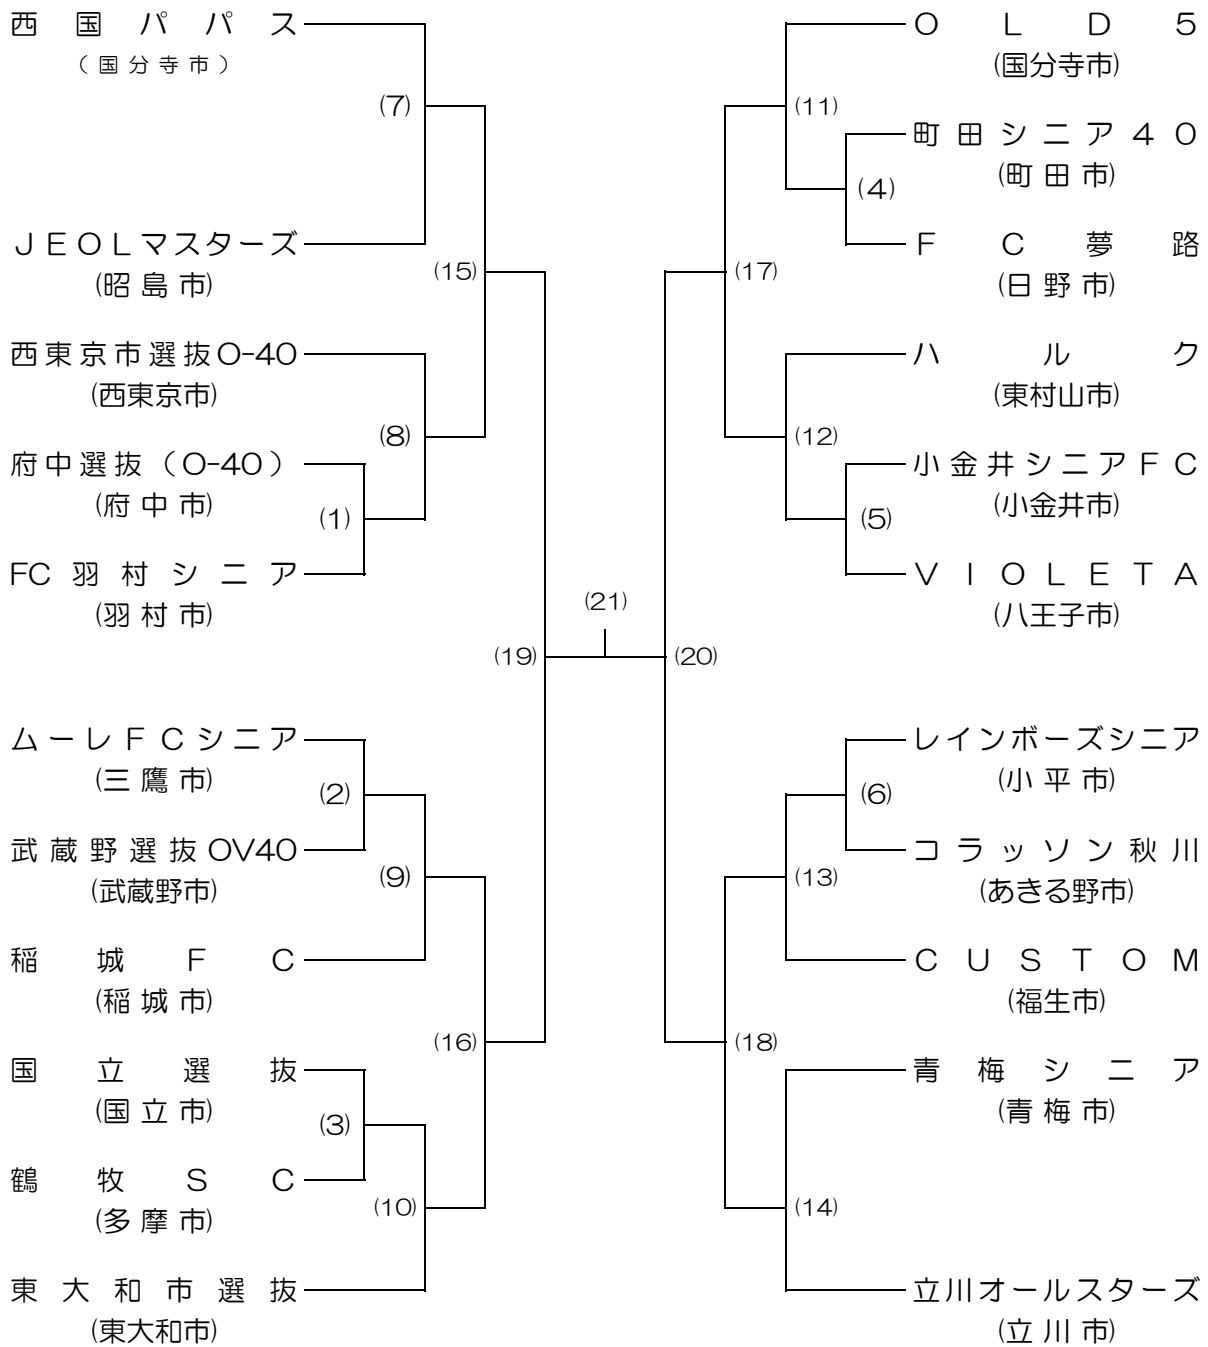 西国パパス
（国分寺市）
(7)
JEOLマスターズ
(昭島市)
(15)
西東京市選抜O-40
(西東京市)
(8)
府中選抜（O-40）
(府中市)
(1)
FC羽村シニア
(羽村市)
(19)
ムーレFCシニア
(三鷹市)
(2)
武蔵野選抜OV40
(武蔵野市)
(9)
稲城FC
(稲城市)
(16)
国立選抜
(国立市)
(3)
鶴牧SC
(多摩市)
(10)
東大和市選抜
(東大和市)
(21)
OLD5
(国分寺市)
(11)
町田シニア40
(町田市)
(4)
FC夢路
(日野市)
(17)
ハルク
(東村山市)
(12)
小金井シニアFC
(小金井市)
(5)
VIOLETA
(八王子市)
(20)
レインボーズシニア
(小平市)
(6)
コラッソン秋川
(あきる野市)
(13)
CUSTOM
(福生市)
(18)
青梅シニア
(青梅市)
(14)
立川オールスターズ
(立川市)